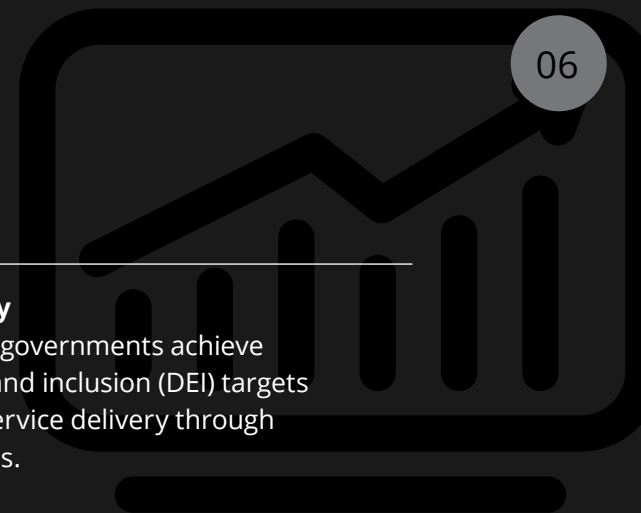 06
y
governments achieve
and inclusion (DEI) targets
ervice delivery through
s.